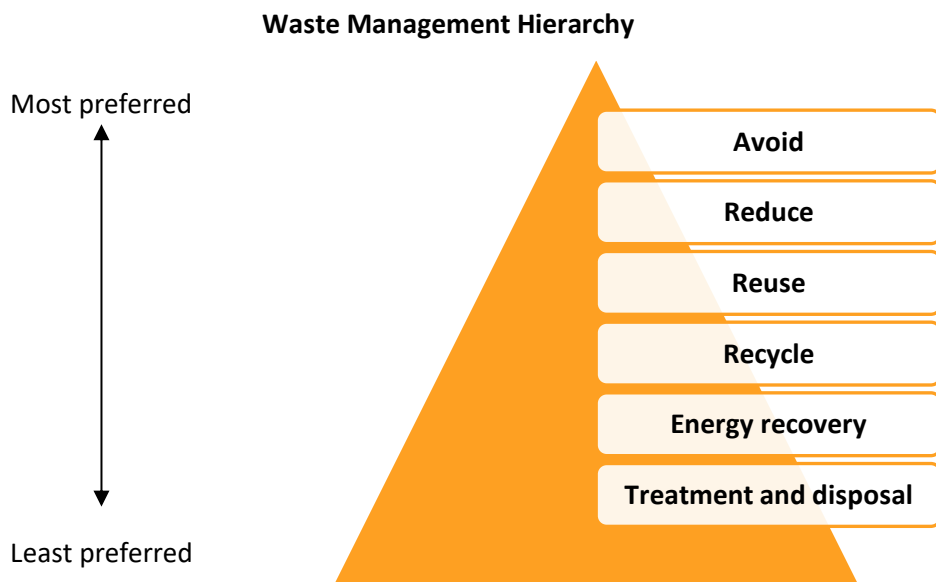 Waste Management Hierarchy
Most preferred
Avoid
Reduce
Reuse
Recycle
Energy recovery
Treatment and disposal
Least preferred